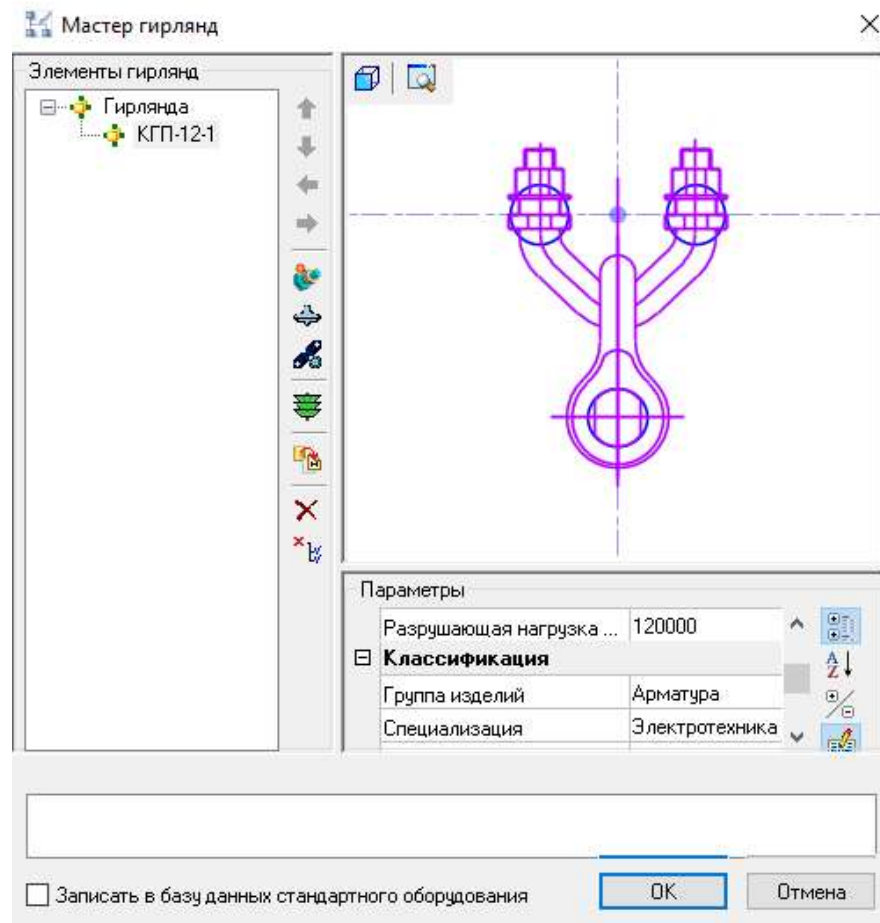 Мастер гирлянд
Элементы гирлянд
Гирлянда
КГП-12-1
Параметры
Разрушающая нагрузка ... 120000
Классификация
Группа изделий Арматура
Специализация Электротехника
Записать в базу данных стандартного оборудования
OK
Отмена